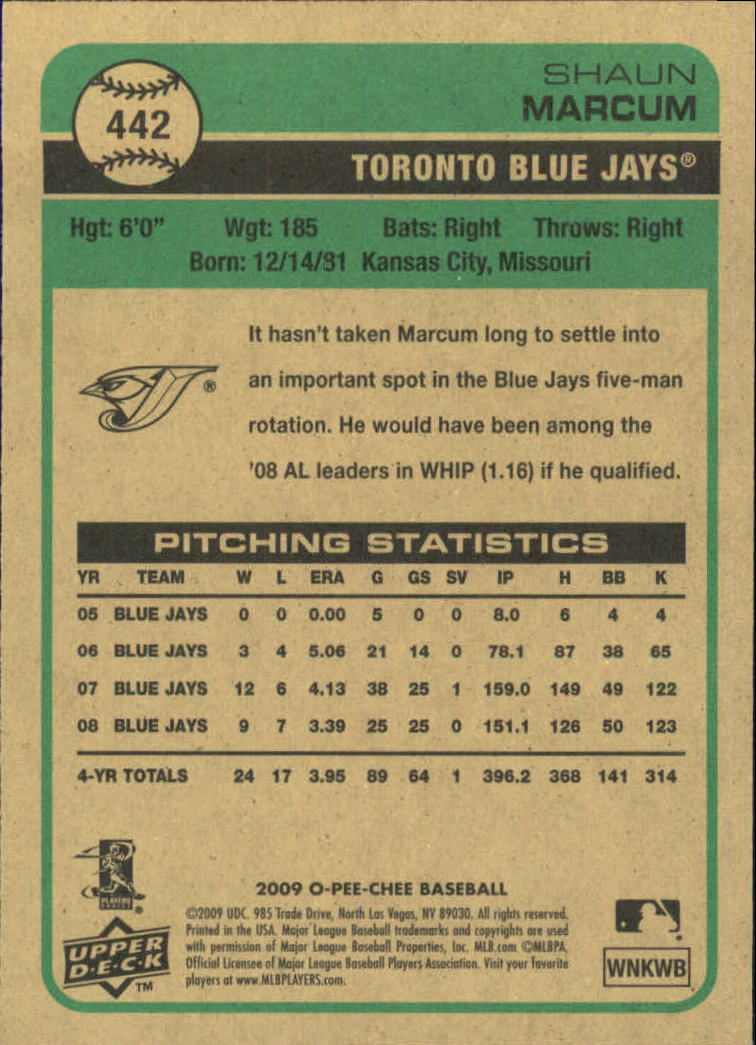 442
SHAUN
MARCUM
TORONTO BLUE JAYS®
Hgt: 6'0" Wgt: 185 Bats: Right Throws: Right
Born: 12/14/81 Kansas City, Missouri
It hasn't taken Marcum long to settle into
an important spot in the Blue Jays five-man
rotation. He would have been among the
'08 AL leaders in WHIP (1.16) if he qualified.
®
PITCHING STATISTICS
YR TEAM W L ERA G GS SV IP H BB K
05 BLUE JAYS 0 0 0.00 5 0 0 8.0 6 4 4
06 BLUE JAYS 3 4 5.06 21 14 0 78.1 87 38 65
07 BLUE JAYS 12 6 4.13 38 25 1 159.0 149 49 122
08 BLUE JAYS 9 7 3.39 25 25 0 151.1 126 50 123
4-YR TOTALS 24 17 3.95 89 64 1 396.2 368 141 314
2009 O-PEE-CHEE BASEBALL
©2009 UDC. 985 Trade Drive, North Las Vegas, NV 89030. All rights reserved.
Printed in the USA. Major League Baseball trademarks and copyrights are used
with permission of Major League Baseball Properties, Inc. MLB.com ©MLBPA,
Official Licensee of Major League Baseball Players Association. Visit your favorite
players at www.MLBPLAYERS.com.
UPPER
D·E·C·K
TM
WNKWB